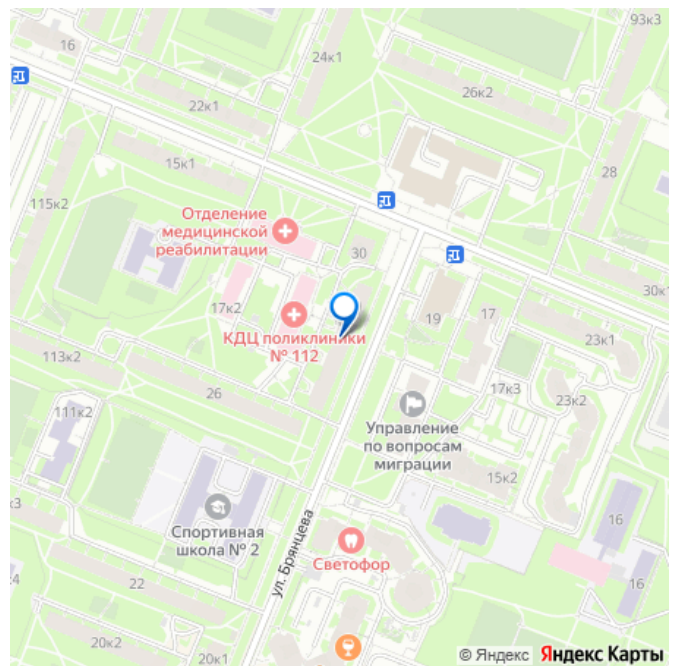 93к3
16
24к1
22к1
26к2
15к1
28
115к2
Отделение
медицинской
реабилитации
30
30к1
17к2
КДЦ поликлиники
№ 112
19
17
23к1
113к2
26
17к3
23к2
111к2
Управление
по вопросам
миграции
15к2
к3
Спортивная
школа № 2
ул. Брянцева
16
Светофор
4
22
16
20к2
20к1
© Яндекс Яндекс Карты